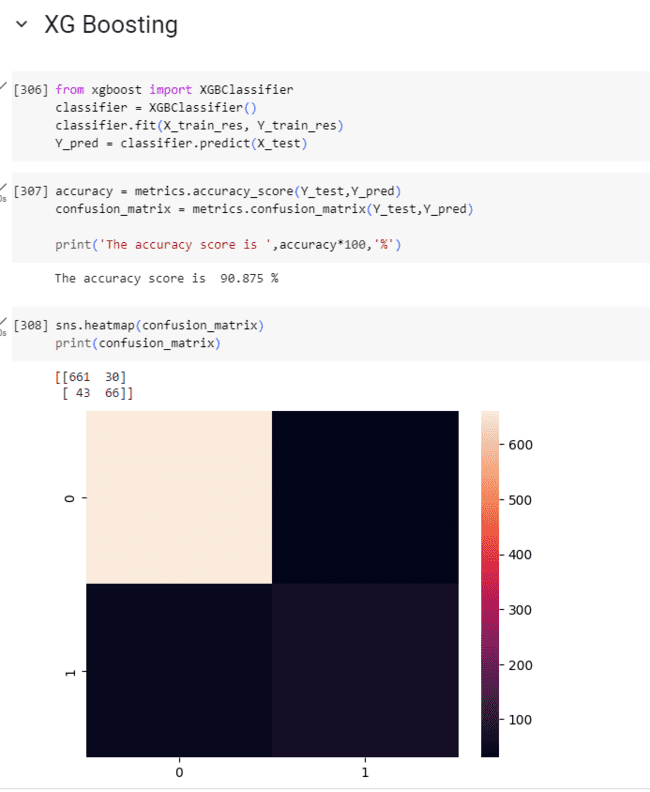 XG Boosting
[306] from xgboost import XGBClassifier
classifier = XGBClassifier()
classifier.fit(X_train_res, Y_train_res)
Y_pred = classifier.predict(X_test)
[307] accuracy = metrics.accuracy_score(Y_test,Y_pred)
0s
confusion_matrix = metrics.confusion_matrix(Y_test,Y_pred)
print('The accuracy score is ',accuracy*100,'%')
The accuracy score is  90.875 %
[308] sns.heatmap(confusion_matrix)
0s
print(confusion_matrix)
[[661  30]
[ 43  66]]
0
1
0
1
600
500
400
300
200
100